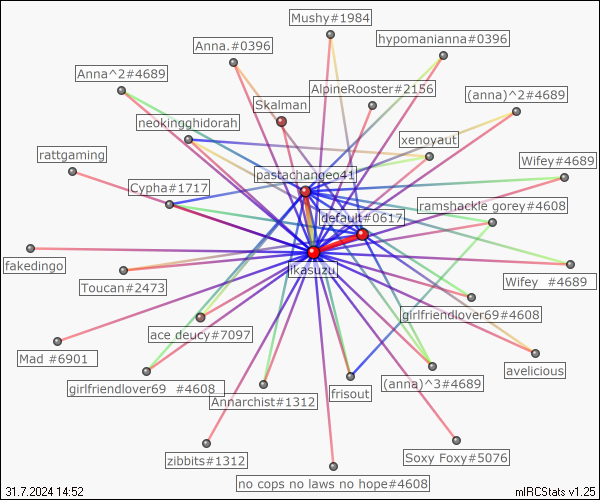 Mushy#1984
hypomanianna#0396
Anna.#0396
Anna^2#4689
AlpineRooster#2156
(anna)^2#4689
Skalman
neokingghidorah
xenoyaut
rattgaming
Wifey#4689
pastachangeo41
Cypha#1717
ramshackle gorey#4608
default#0617
fakedingo
likasuzu
Toucan#2473
Wifey  #4689
girlfriendlover69#4608
ace deucy#7097
Mad #6901
avelicious
girlfriendlover69  #4608
(anna)^3#4689
frisout
Annarchist#1312
zibbits#1312
Soxy Foxy#5076
no cops no laws no hope#4608
31.7.2024 14:52
mIRCStats v1.25